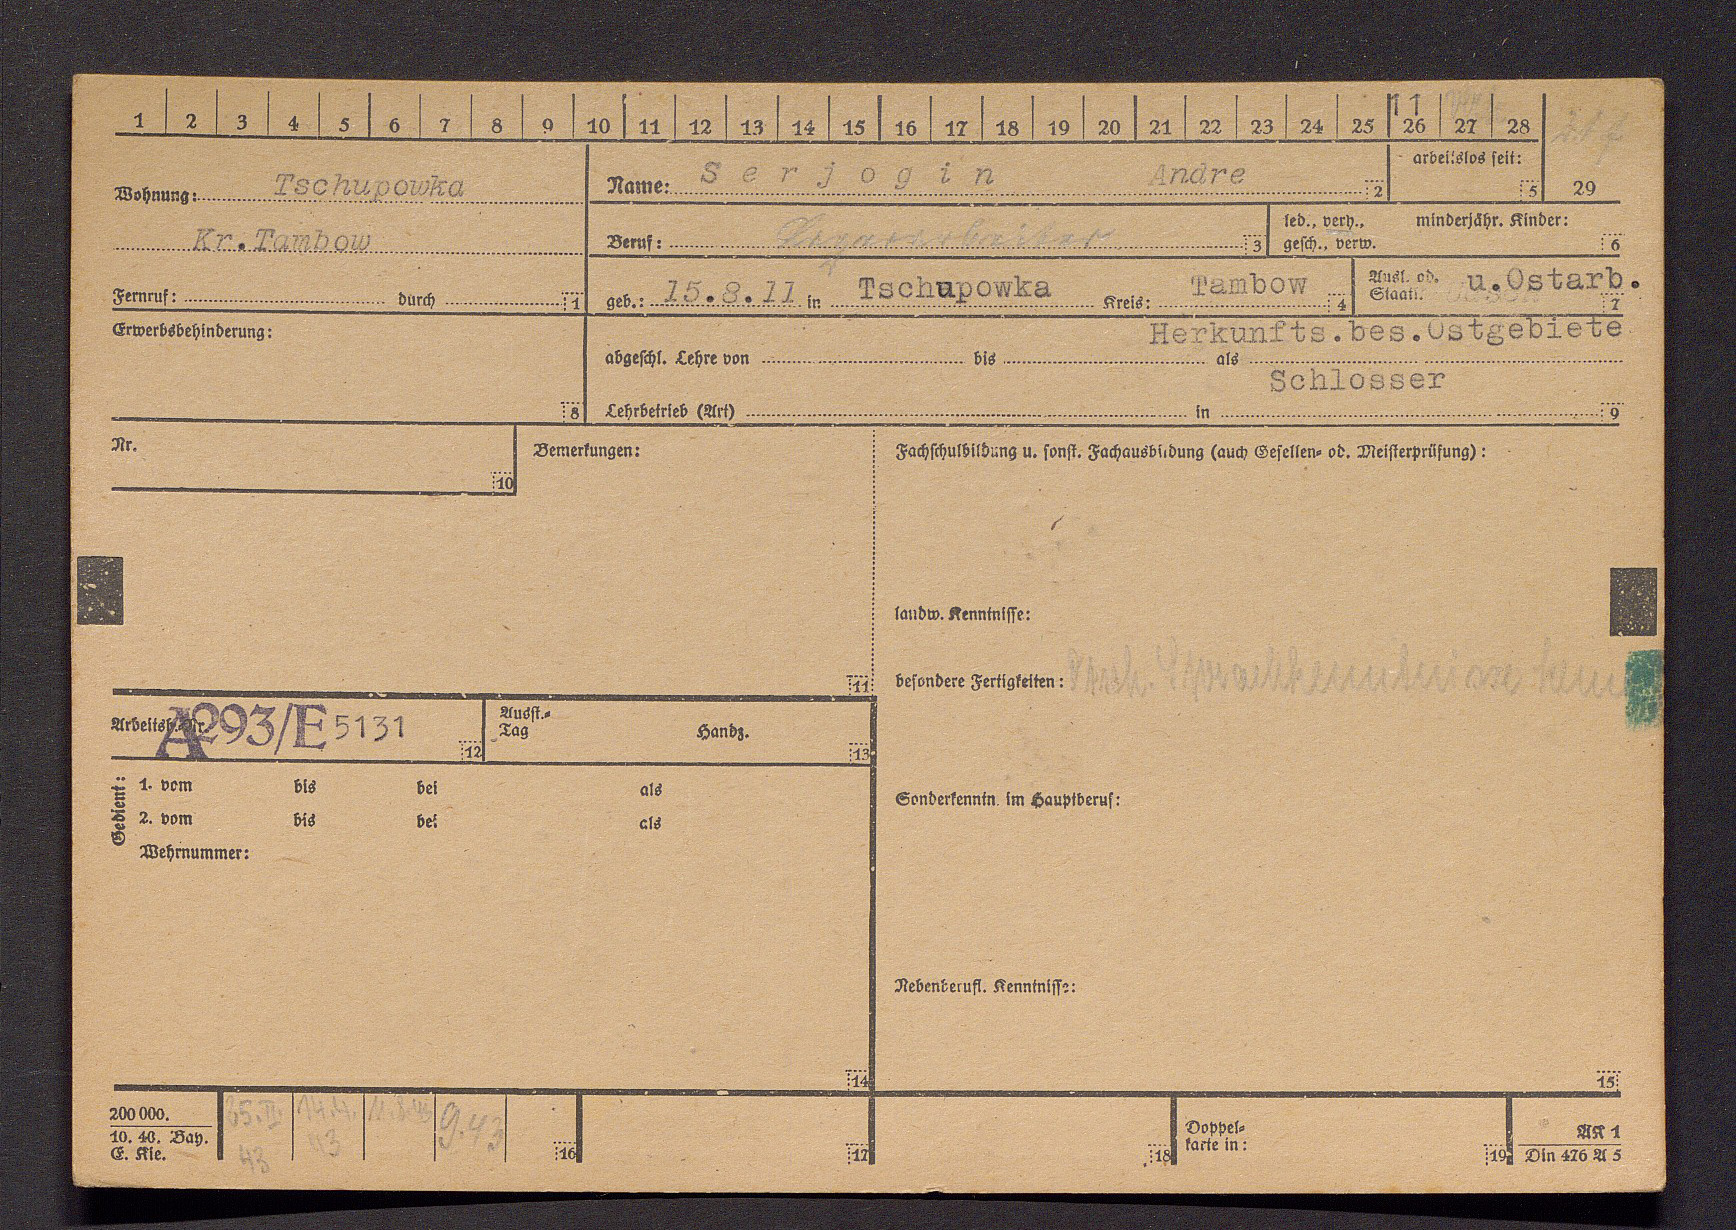 1 2 3 4 5 6 7 8 9 10 11 12 13 14 15 16 17 18 19 20 21 22 23 24 25 26 27 28
11
Wohnung: Tschupowka
Kr. Tambow
Fernruf: durch 1
Name: Serjogin Andre 2
arbeitslos seit: 5
29
Beruf: 3
led., verh., minderjähr. Kinder:
gesch., verw. 6
geb.: 15.8.11 in Tschupowka Kreis: Tambow 4
Ausl. od. u.Ostarb.
Staatl. 7
Erwerbsbehinderung:
8
Herkunfts.bes.Ostgebiete
abgeschl. Lehre von bis als
Schlosser
Lehrbetrieb (Art) in 9
Nr.
10
Bemerkungen:
11
Fachschulbildung u. sonst. Fachausbildung (auch Gesellen- od. Meisterprüfung):
landw. Kenntnisse:
besondere Fertigkeiten:
Arbeitsb. Nr. A293/E 5131 12
Ausst.-
Tag Handz. 13
Gedient:
1. vom bis bei als
2. vom bis bei als
Wehrnummer:
14
Sonderkenntn. im Hauptberuf:
Nebenberufl. Kenntnisse:
15
200 000.
10. 40. Bay.
E. Kle.
9.43
16
17
18
Doppel-
karte in: 19
AK 1
Din 476 A 5